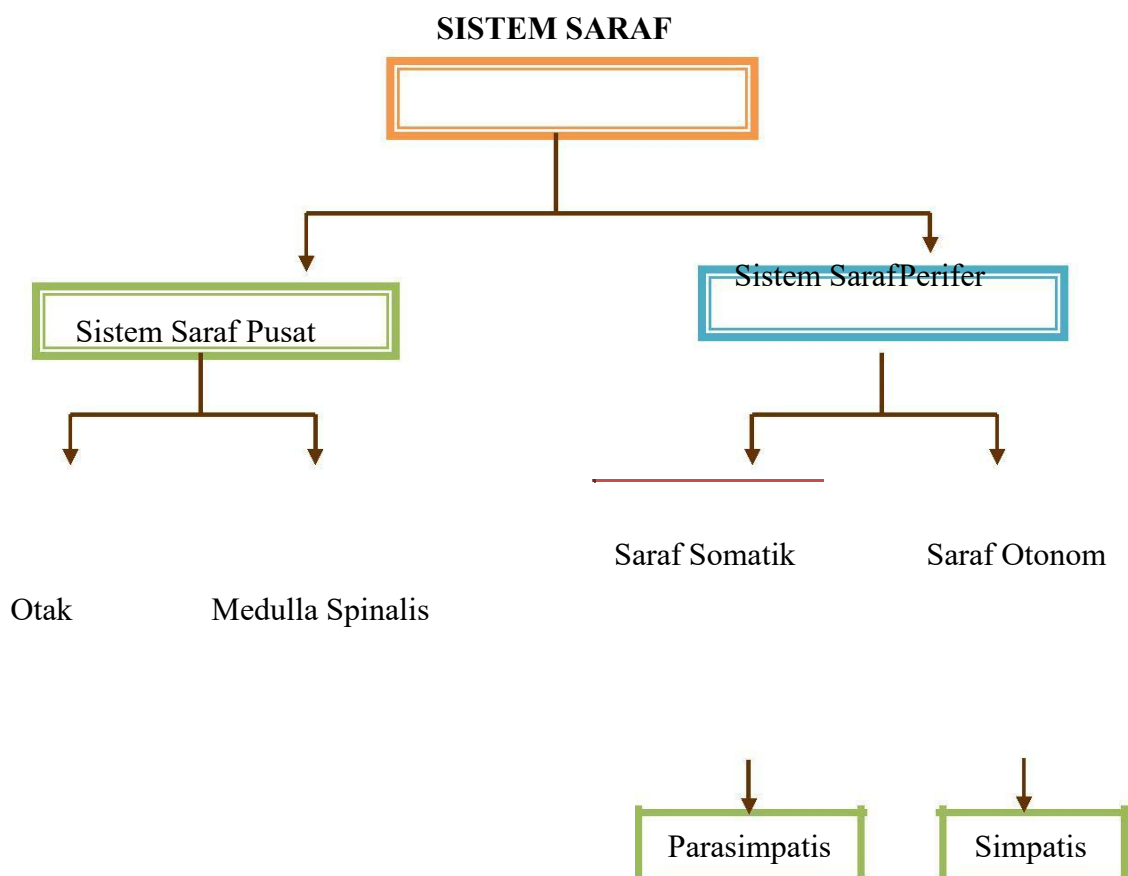 SISTEM SARAF
Sistem SarafPerifer
Sistem Saraf Pusat
Saraf Somatik
Saraf Otonom
Otak
Medulla Spinalis
Parasimpatis
Simpatis